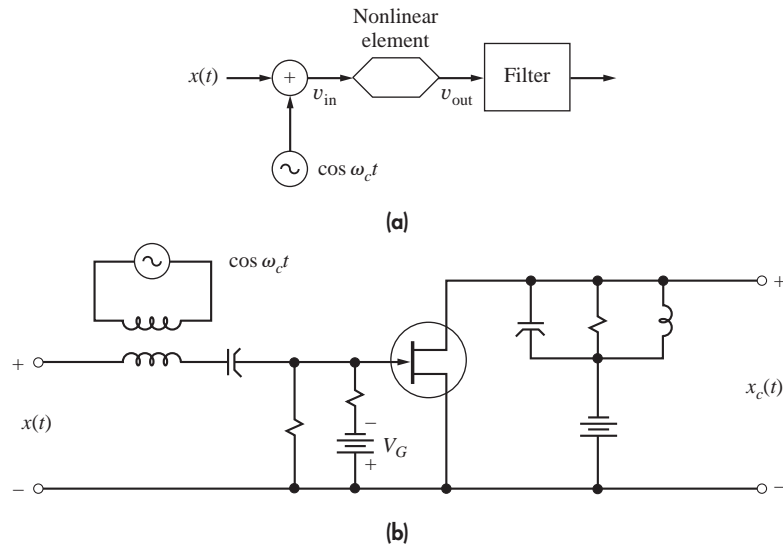 Nonlinear
element
x(t)
+
v_in
v_out
Filter
cos ω_c t
(a)
cos ω_c t
+
+
x(t)
−
V_G
+
x_c(t)
−
−
(b)